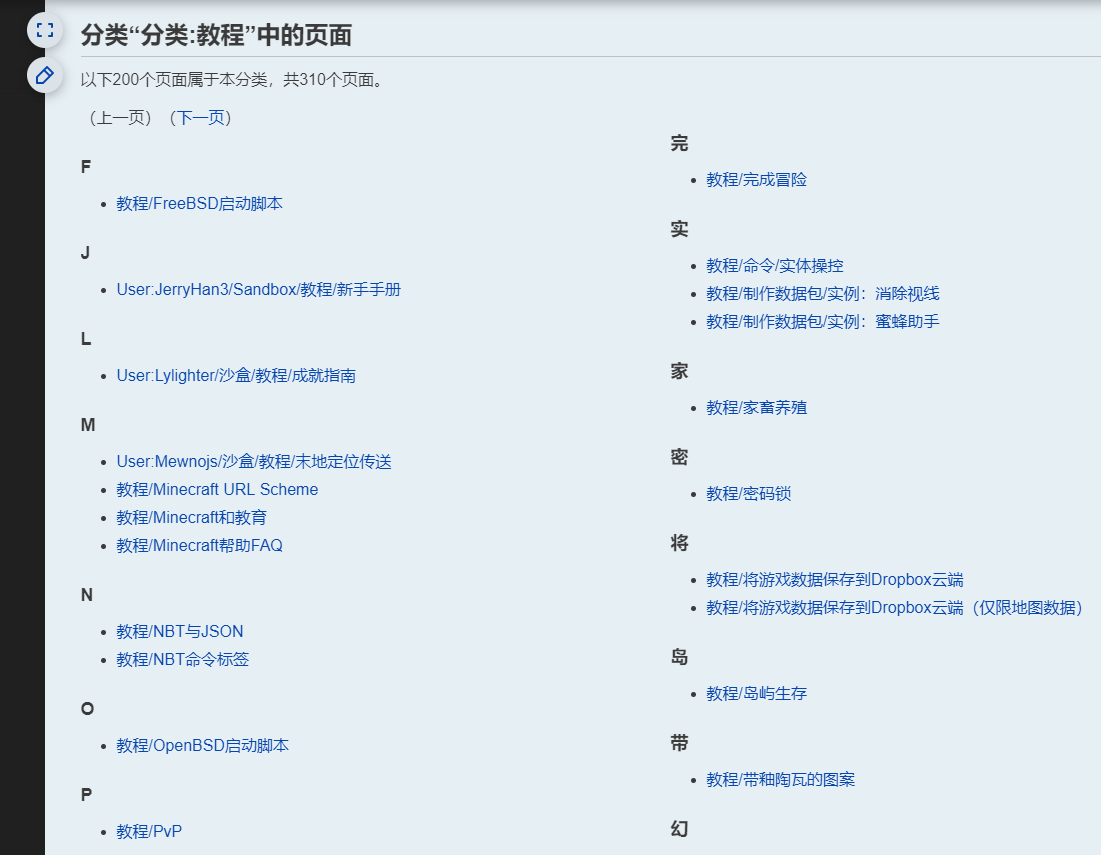 分类“分类:教程”中的页面
以下200个页面属于本分类，共310个页面。
（上一页）（下一页）
F
教程/FreeBSD启动脚本
J
User:JerryHan3/Sandbox/教程/新手手册
L
User:Lylighter/沙盒/教程/成就指南
M
User:Mewnojs/沙盒/教程/末地定位传送
教程/Minecraft URL Scheme
教程/Minecraft和教育
教程/Minecraft帮助FAQ
N
教程/NBT与JSON
教程/NBT命令标签
O
教程/OpenBSD启动脚本
P
教程/PvP
完
教程/完成冒险
实
教程/命令/实体操控
教程/制作数据包/实例：消除视线
教程/制作数据包/实例：蜜蜂助手
家
教程/家畜养殖
密
教程/密码锁
将
教程/将游戏数据保存到Dropbox云端
教程/将游戏数据保存到Dropbox云端（仅限地图数据）
岛
教程/岛屿生存
带
教程/带釉陶瓦的图案
幻